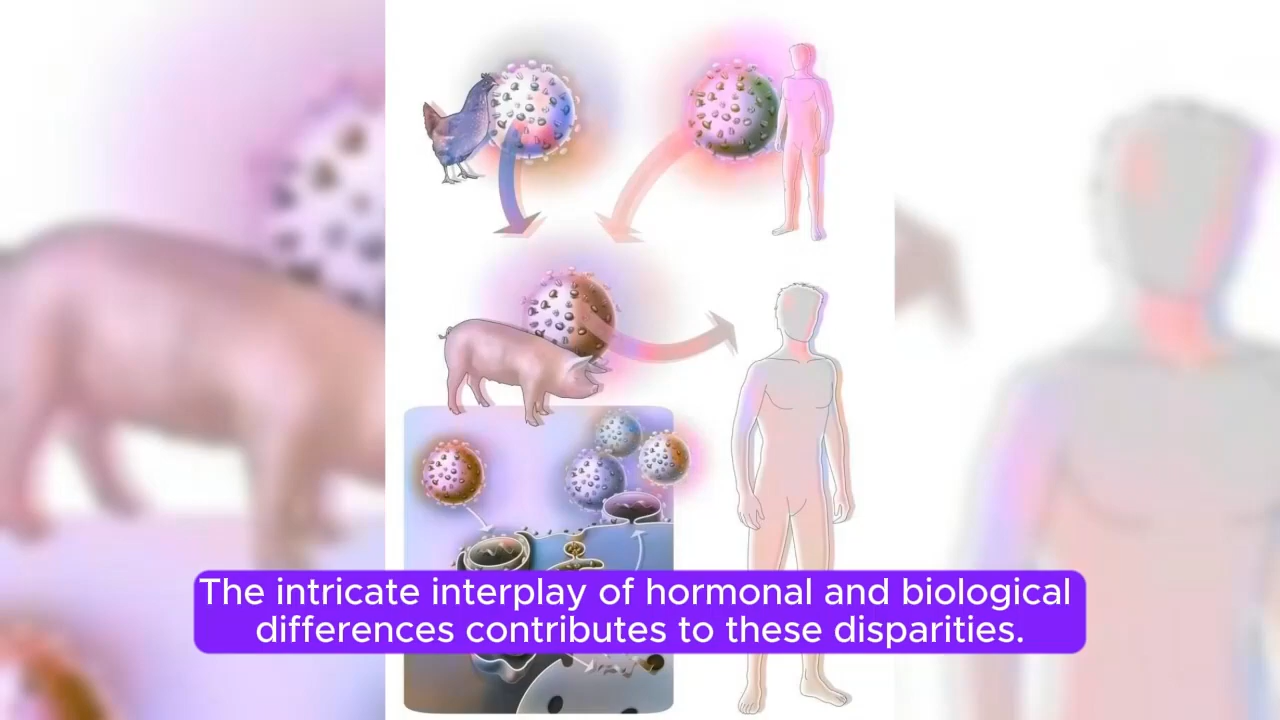 The intricate interplay of hormonal and biological
differences contributes to these disparities.